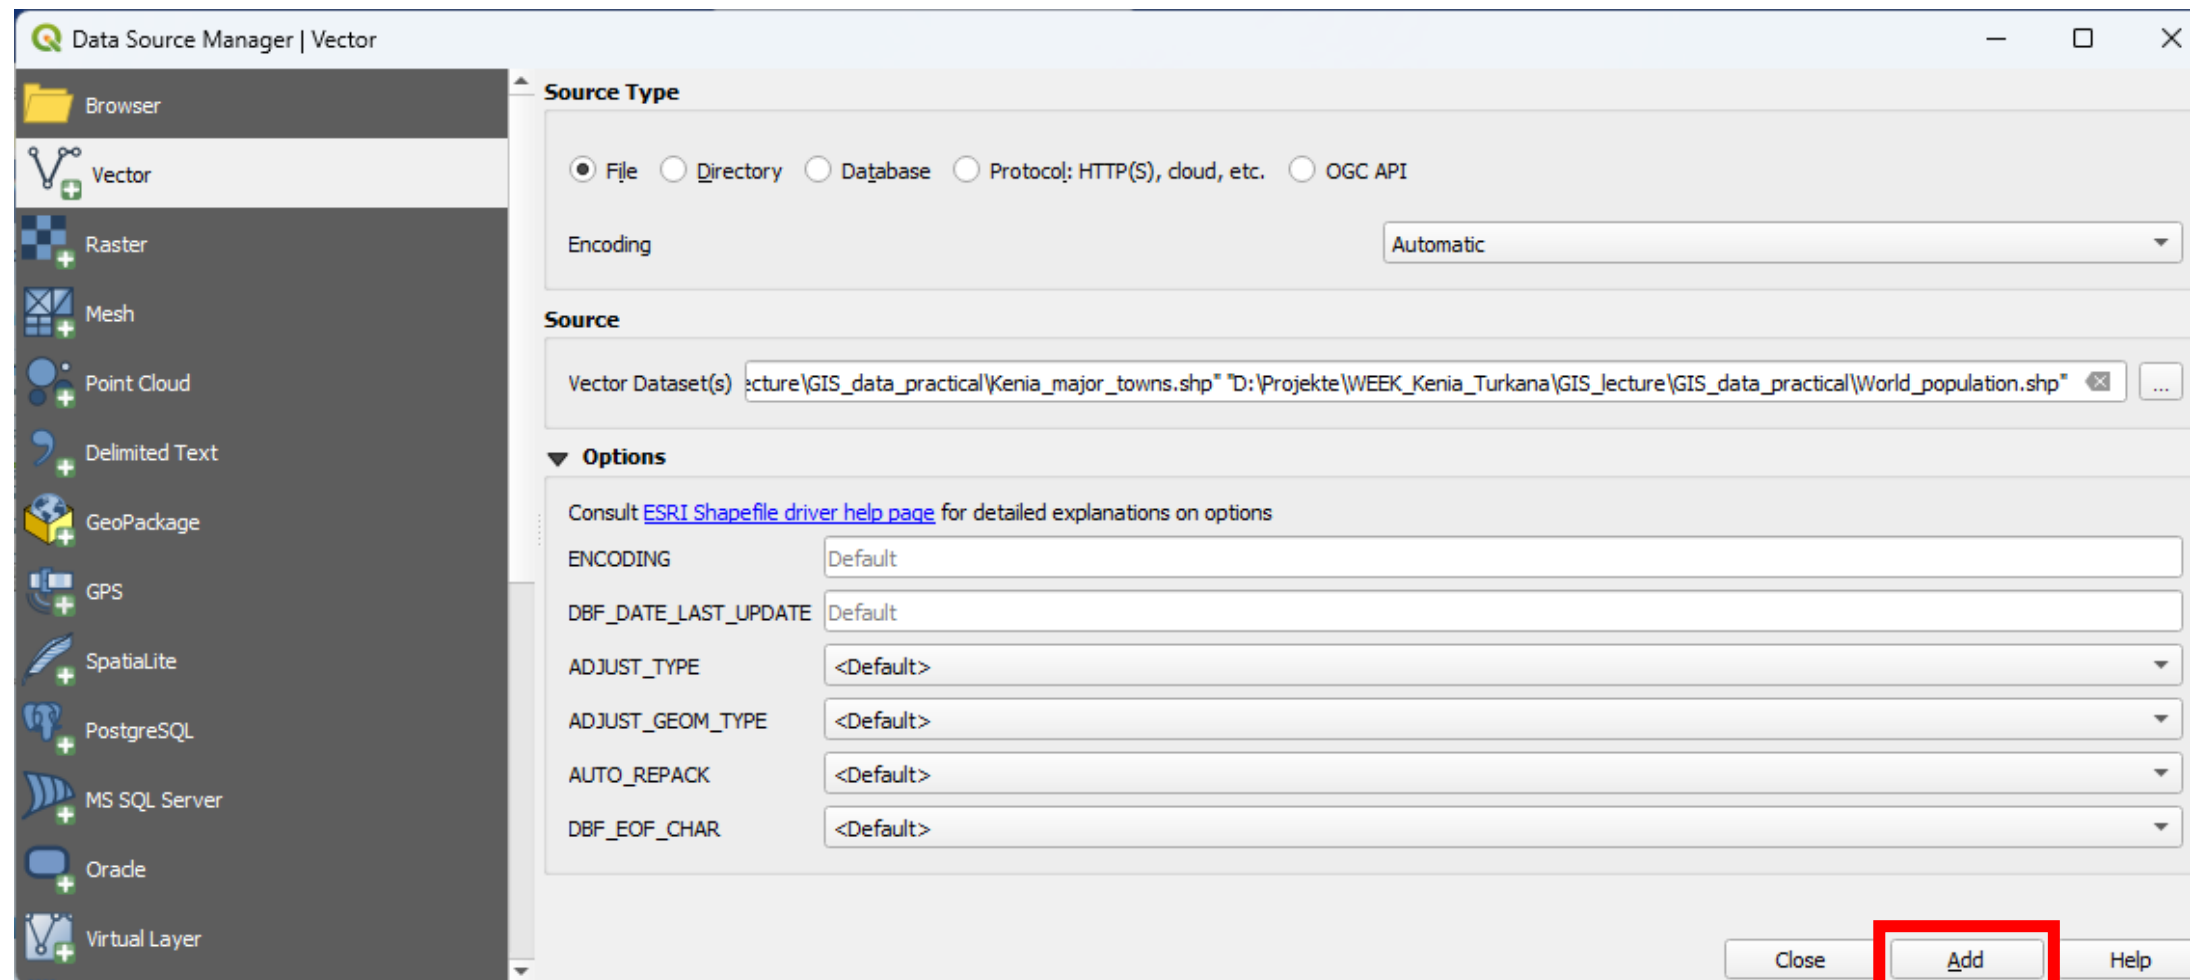 Data Source Manager | Vector
Browser
Vector
Raster
Mesh
Point Cloud
Delimited Text
GeoPackage
GPS
SpatiaLite
PostgreSQL
MS SQL Server
Oracle
Virtual Layer
Source Type
File Directory Database Protocol: HTTP(S), cloud, etc. OGC API
Encoding Automatic
Source
Vector Dataset(s) ecture\GIS_data_practical\Kenia_major_towns.shp" "D:\Projekte\WEEK_Kenia_Turkana\GIS_lecture\GIS_data_practical\World_population.shp" ...
Options
Consult ESRI Shapefile driver help page for detailed explanations on options
ENCODING Default
DBF_DATE_LAST_UPDATE Default
ADJUST_TYPE <Default>
ADJUST_GEOM_TYPE <Default>
AUTO_REPACK <Default>
DBF_EOF_CHAR <Default>
Close Add Help